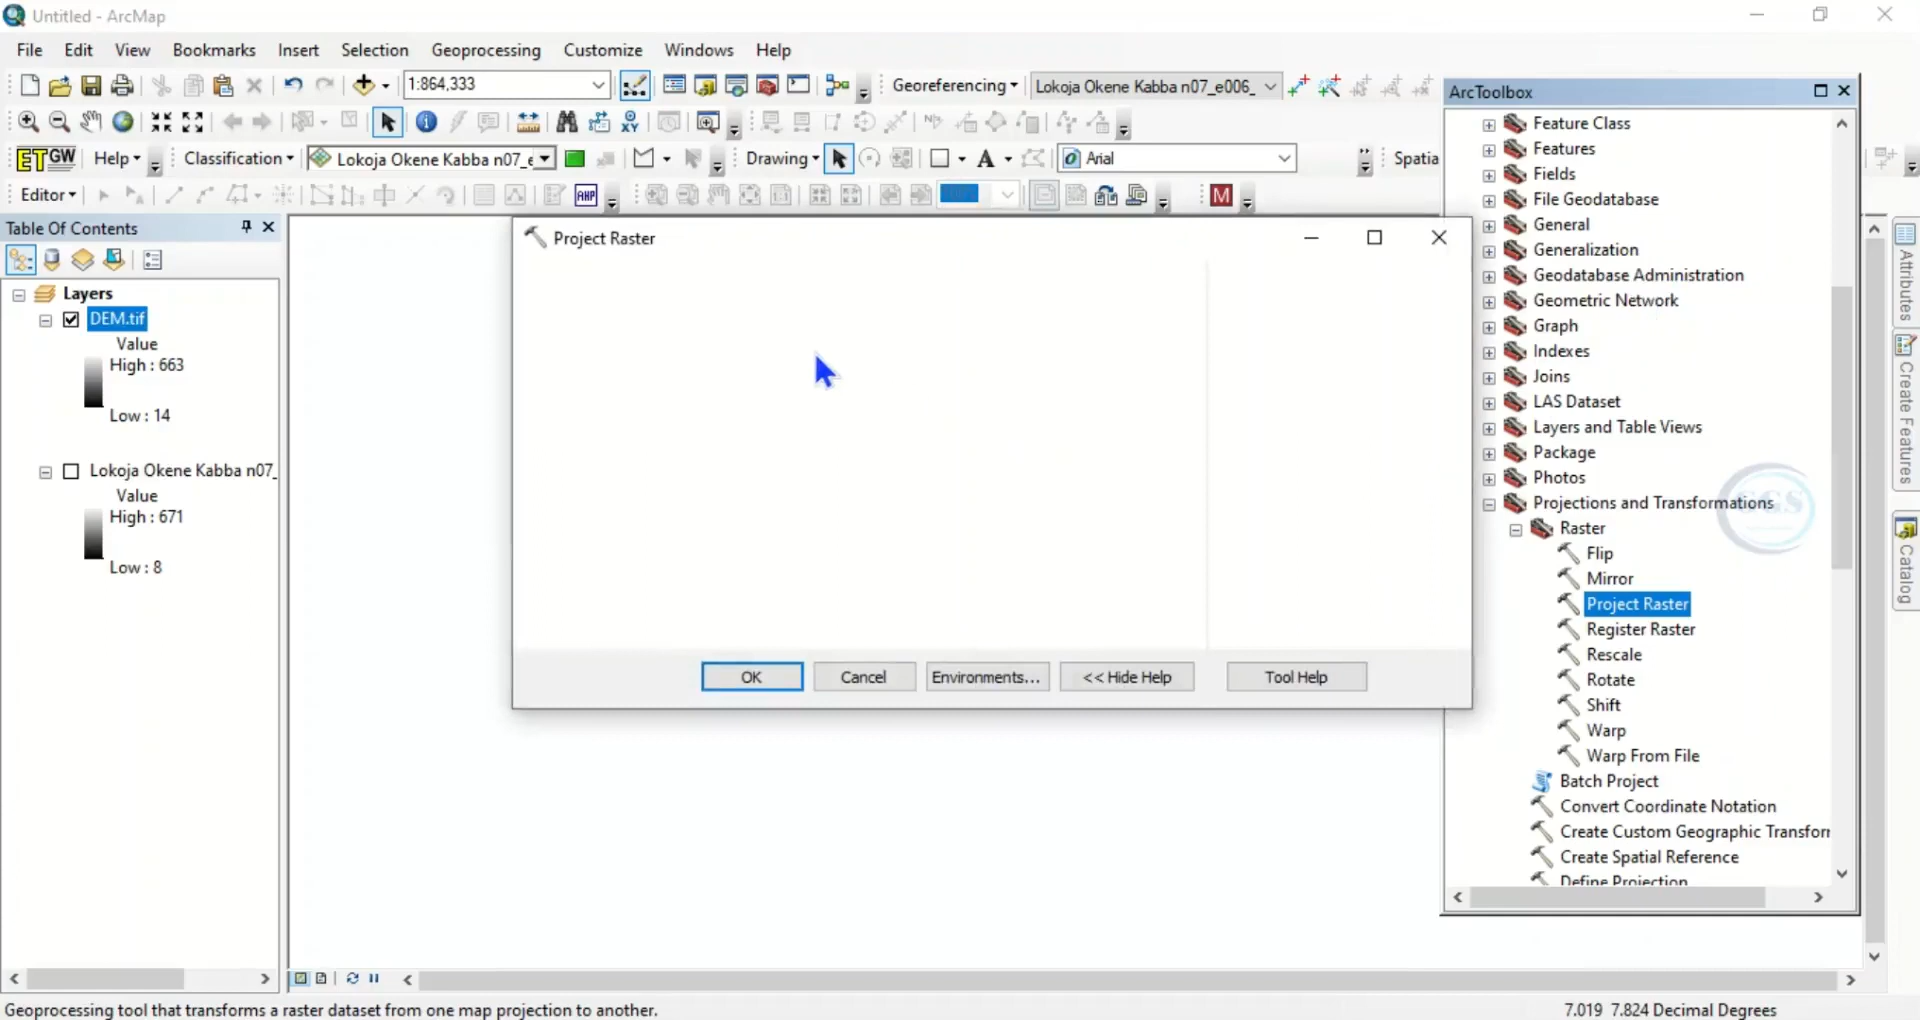 Untitled - ArcMap
File Edit View Bookmarks Insert Selection Geoprocessing Customize Windows Help
1:864,333
Georeferencing
Lokoja Okene Kabba n07_e006_
XY
ET GW Help
Classification
Lokoja Okene Kabba n07_e
Drawing
A
Arial
Spatia
Editor
AHP
M
Table Of Contents
Layers
DEM.tif
Value
High : 663
Low : 14
Lokoja Okene Kabba n07_
Value
High : 671
Low : 8
Project Raster
OK
Cancel
Environments...
<< Hide Help
Tool Help
ArcToolbox
Feature Class
Features
Fields
File Geodatabase
General
Generalization
Geodatabase Administration
Geometric Network
Graph
Indexes
Joins
LAS Dataset
Layers and Table Views
Package
Photos
Projections and Transformations
Raster
Flip
Mirror
Project Raster
Register Raster
Rescale
Rotate
Shift
Warp
Warp From File
Batch Project
Convert Coordinate Notation
Create Custom Geographic Transforr
Create Spatial Reference
Define Projection
GGS
Attributes
Create Features
Catalog
Geoprocessing tool that transforms a raster dataset from one map projection to another.
7.019 7.824 Decimal Degrees